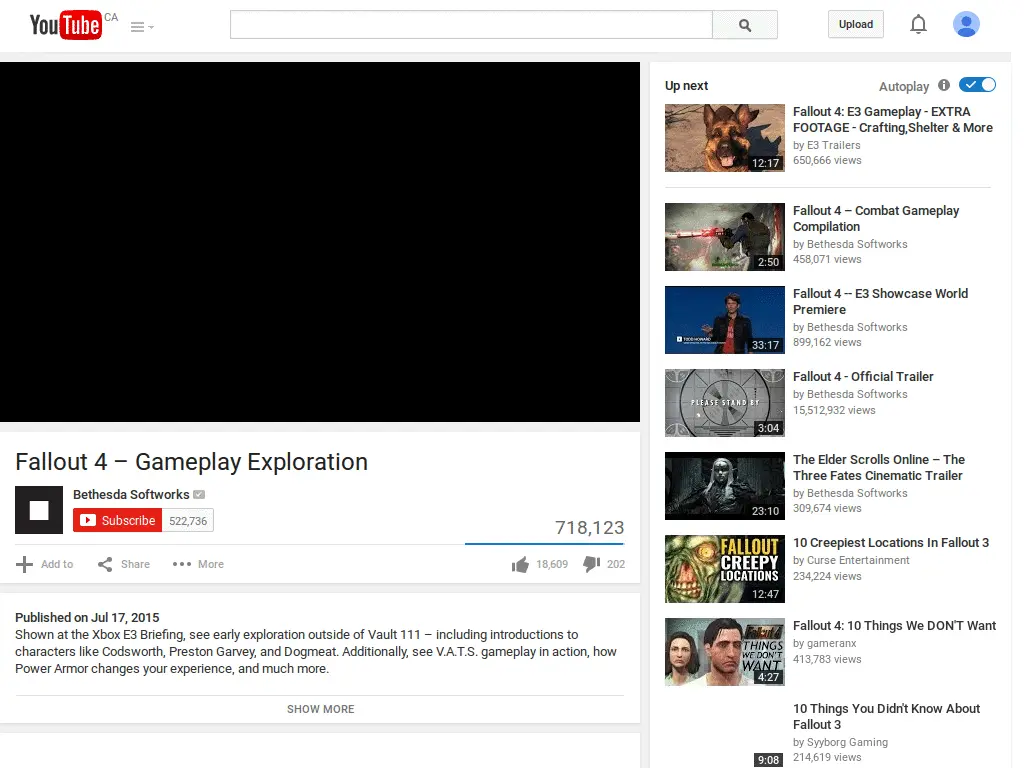 YouTube CA
Upload
Up next
Autoplay
Fallout 4: E3 Gameplay - EXTRA
FOOTAGE - Crafting,Shelter & More
by E3 Trailers
650,666 views
12:17
Fallout 4 – Combat Gameplay
Compilation
by Bethesda Softworks
458,071 views
2:50
Fallout 4 -- E3 Showcase World
Premiere
by Bethesda Softworks
899,162 views
TODD HOWARD
33:17
Fallout 4 - Official Trailer
by Bethesda Softworks
15,512,932 views
PLEASE STAND BY
3:04
The Elder Scrolls Online – The
Three Fates Cinematic Trailer
by Bethesda Softworks
309,674 views
23:10
10 Creepiest Locations In Fallout 3
by Curse Entertainment
234,224 views
FALLOUT
CREEPY
LOCATIONS
12:47
Fallout 4: 10 Things We DON'T Want
by gameranx
413,783 views
Fallout 4
THINGS
WE DON'T
WANT
4:27
10 Things You Didn't Know About
Fallout 3
by Syyborg Gaming
214,619 views
9:08
Fallout 4 – Gameplay Exploration
Bethesda Softworks
Subscribe 522,736
718,123
Add to Share More 18,609 202
Published on Jul 17, 2015
Shown at the Xbox E3 Briefing, see early exploration outside of Vault 111 – including introductions to
characters like Codsworth, Preston Garvey, and Dogmeat. Additionally, see V.A.T.S. gameplay in action, how
Power Armor changes your experience, and much more.
SHOW MORE